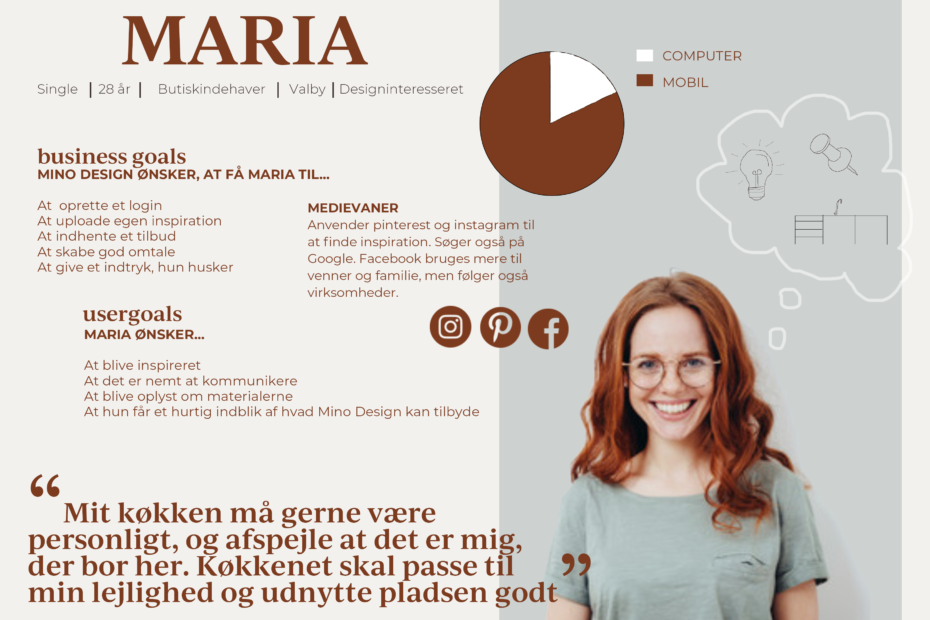 MARIA
Single | 28 år | Butiskindehaver | Valby | Designinteresseret
COMPUTER
MOBIL
business goals
MINO DESIGN ØNSKER, AT FÅ MARIA TIL...
At oprette et login
At uploade egen inspiration
At indhente et tilbud
At skabe god omtale
At give et indtryk, hun husker
MEDIEVANER
Anvender pinterest og instagram til
at finde inspiration. Søger også på
Google. Facebook bruges mere til
venner og familie, men følger også
virksomheder.
usergoals
MARIA ØNSKER...
At blive inspireret
At det er nemt at kommunikere
At blive oplyst om materialerne
At hun får et hurtig indblik af hvad Mino Design kan tilbyde
“ Mit køkken må gerne være
personligt, og afspejle at det er mig,
der bor her. Køkkenet skal passe til
min lejlighed og udnytte pladsen godt ”